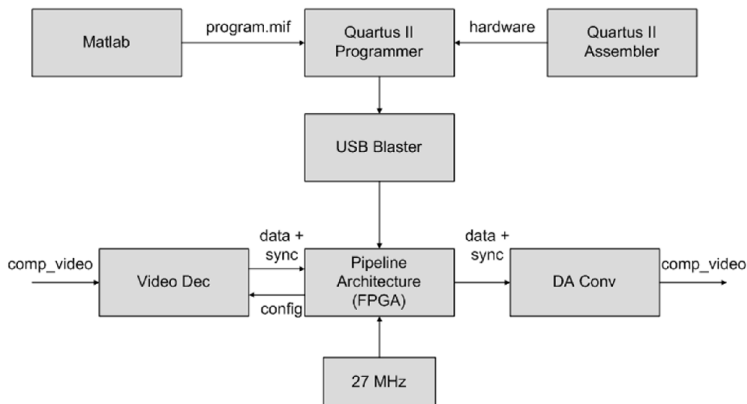 Matlab
program.mif
Quartus II
Programmer
hardware
Quartus II
Assembler
USB Blaster
comp_video
Video Dec
data +
sync
config
Pipeline
Architecture
(FPGA)
data +
sync
DA Conv
comp_video
27 MHz